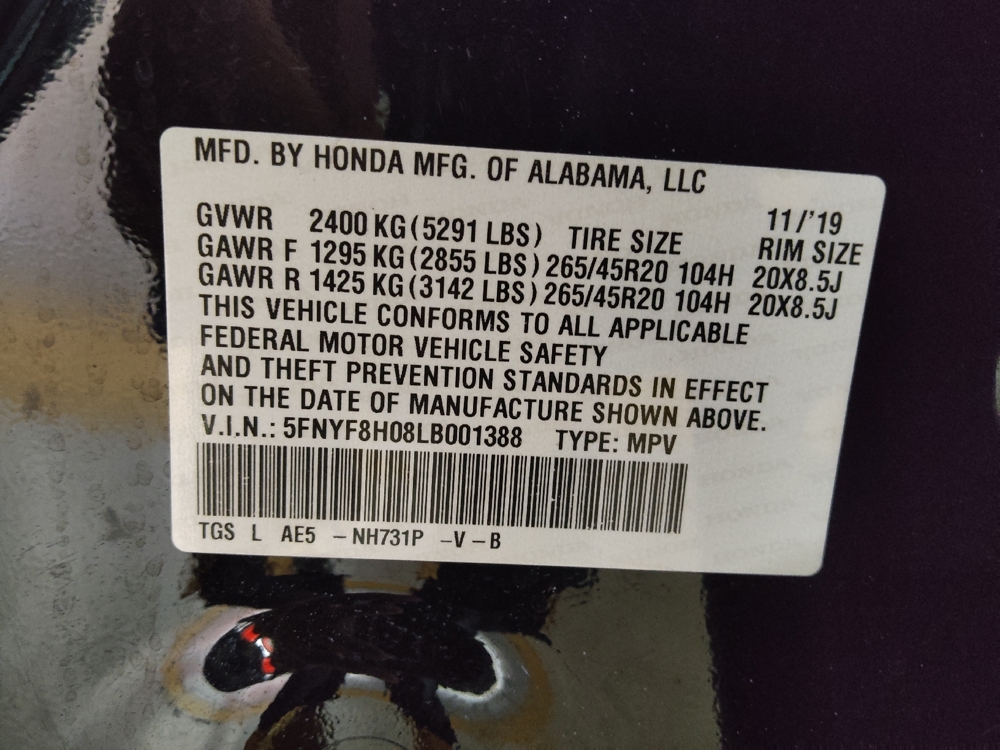 MFD. BY HONDA MFG. OF ALABAMA, LLC
11/'19
GVWR 2400 KG (5291 LBS) TIRE SIZE RIM SIZE
GAWR F 1295 KG (2855 LBS) 265/45R20 104H 20X8.5J
GAWR R 1425 KG (3142 LBS) 265/45R20 104H 20X8.5J
THIS VEHICLE CONFORMS TO ALL APPLICABLE
FEDERAL MOTOR VEHICLE SAFETY
AND THEFT PREVENTION STANDARDS IN EFFECT
ON THE DATE OF MANUFACTURE SHOWN ABOVE.
V.I.N.: 5FNYF8H08LB001388 TYPE: MPV
TGS L AE5 - NH731P - V - B